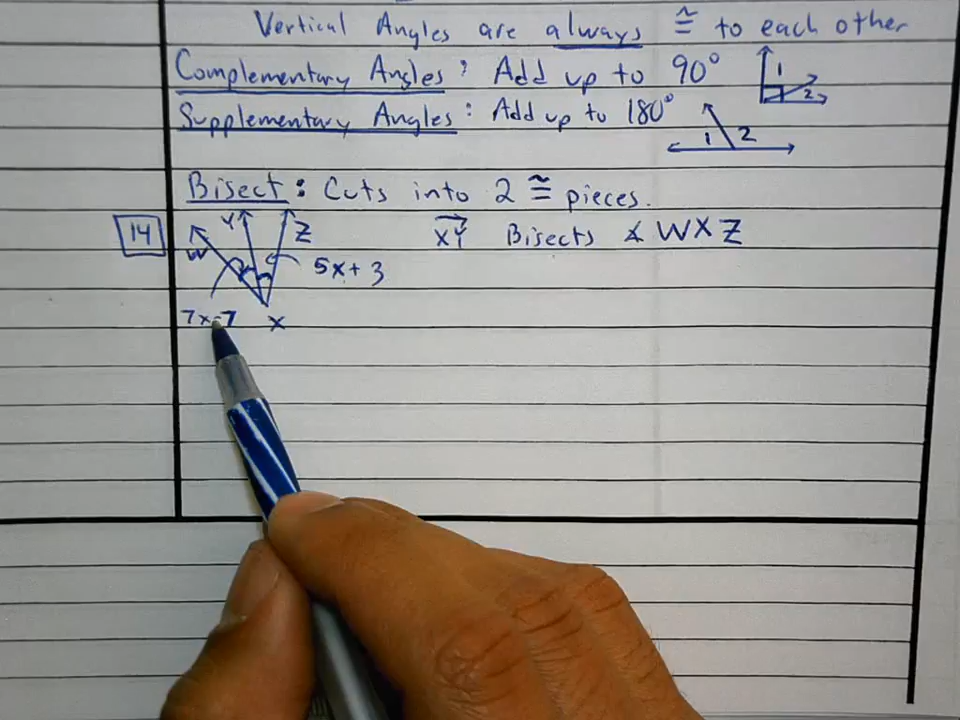 Vertical Angles are always ≅ to each other
Complementary Angles: Add up to 90° 1 2
Supplementary Angles: Add up to 180° 1 2
Bisect: Cuts into 2 ≅ pieces.
14 W Y Z XY Bisects ∡ WXZ
5x+3
7x-7 X